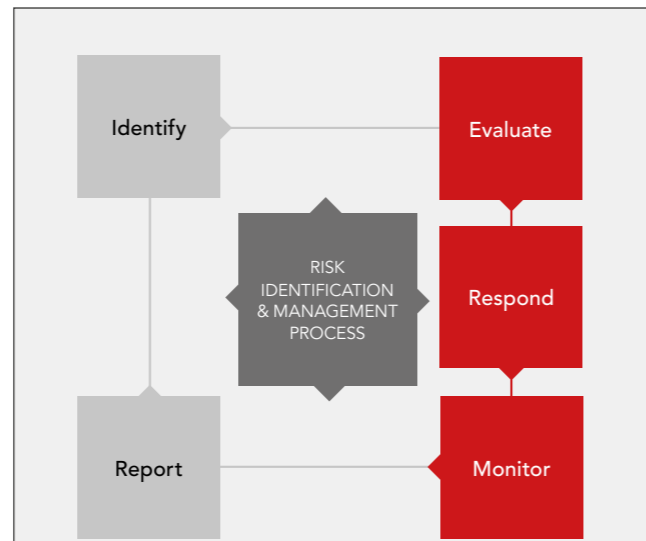 Identify
Evaluate
RISK
IDENTIFICATION
& MANAGEMENT
PROCESS
Respond
Report
Monitor